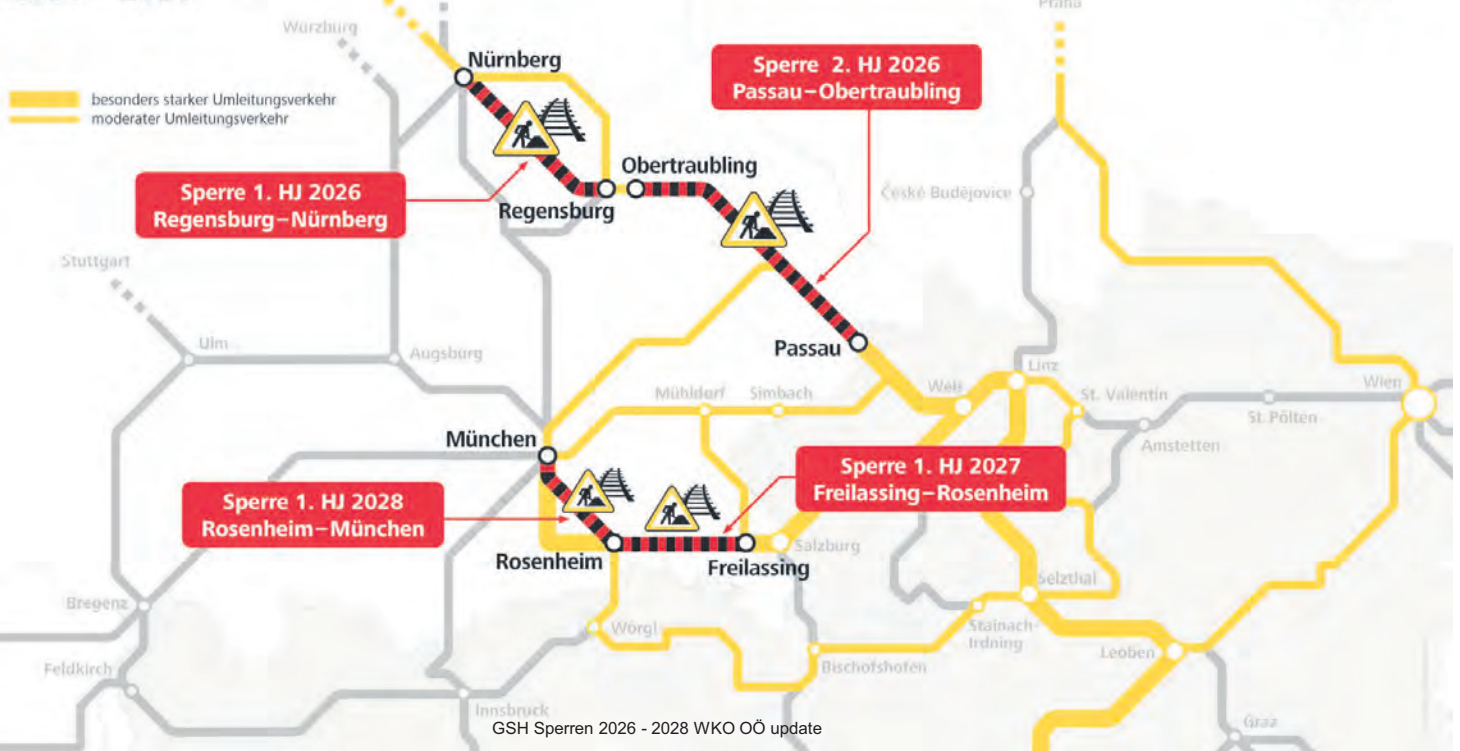 Würzburg
Praha
Nürnberg
Sperre 2. HJ 2026
Passau–Obertraubling
besonders starker Umleitungsverkehr
moderater Umleitungsverkehr
Obertraubling
Sperre 1. HJ 2026
Regensburg–Nürnberg
České Budějovice
Regensburg
Stuttgart
Ulm
Augsburg
Passau
Linz
Wels
Wien
Mühldorf
Simbach
St. Valentin
St. Pölten
Amstetten
München
Sperre 1. HJ 2027
Freilassing–Rosenheim
Sperre 1. HJ 2028
Rosenheim–München
Salzburg
Rosenheim
Freilassing
Selzthal
Bregenz
Wörgl
Stainach-
Irdning
Leoben
Feldkirch
Bischofshofen
Innsbruck
GSH Sperren 2026 - 2028 WKO OÖ update
Graz